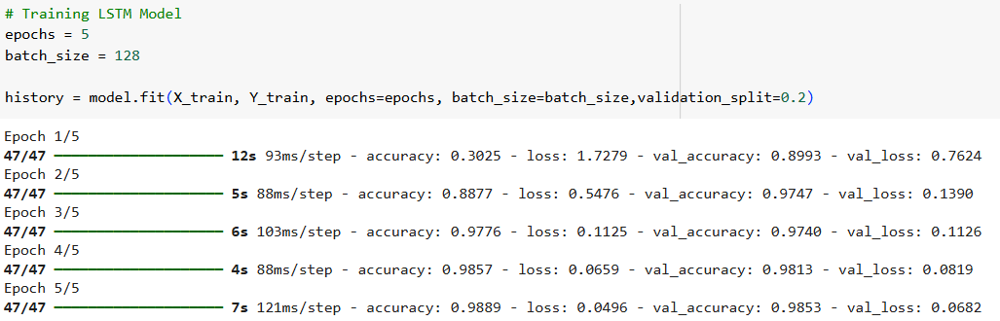 # Training LSTM Model
epochs = 5
batch_size = 128
history = model.fit(X_train, Y_train, epochs=epochs, batch_size=batch_size,validation_split=0.2)
Epoch 1/5
47/47 ━━━━━━━━━━━━━━━━━━━━ 12s 93ms/step - accuracy: 0.3025 - loss: 1.7279 - val_accuracy: 0.8993 - val_loss: 0.7624
Epoch 2/5
47/47 ━━━━━━━━━━━━━━━━━━━━ 5s 88ms/step - accuracy: 0.8877 - loss: 0.5476 - val_accuracy: 0.9747 - val_loss: 0.1390
Epoch 3/5
47/47 ━━━━━━━━━━━━━━━━━━━━ 6s 103ms/step - accuracy: 0.9776 - loss: 0.1125 - val_accuracy: 0.9740 - val_loss: 0.1126
Epoch 4/5
47/47 ━━━━━━━━━━━━━━━━━━━━ 4s 88ms/step - accuracy: 0.9857 - loss: 0.0659 - val_accuracy: 0.9813 - val_loss: 0.0819
Epoch 5/5
47/47 ━━━━━━━━━━━━━━━━━━━━ 7s 121ms/step - accuracy: 0.9889 - loss: 0.0496 - val_accuracy: 0.9853 - val_loss: 0.0682